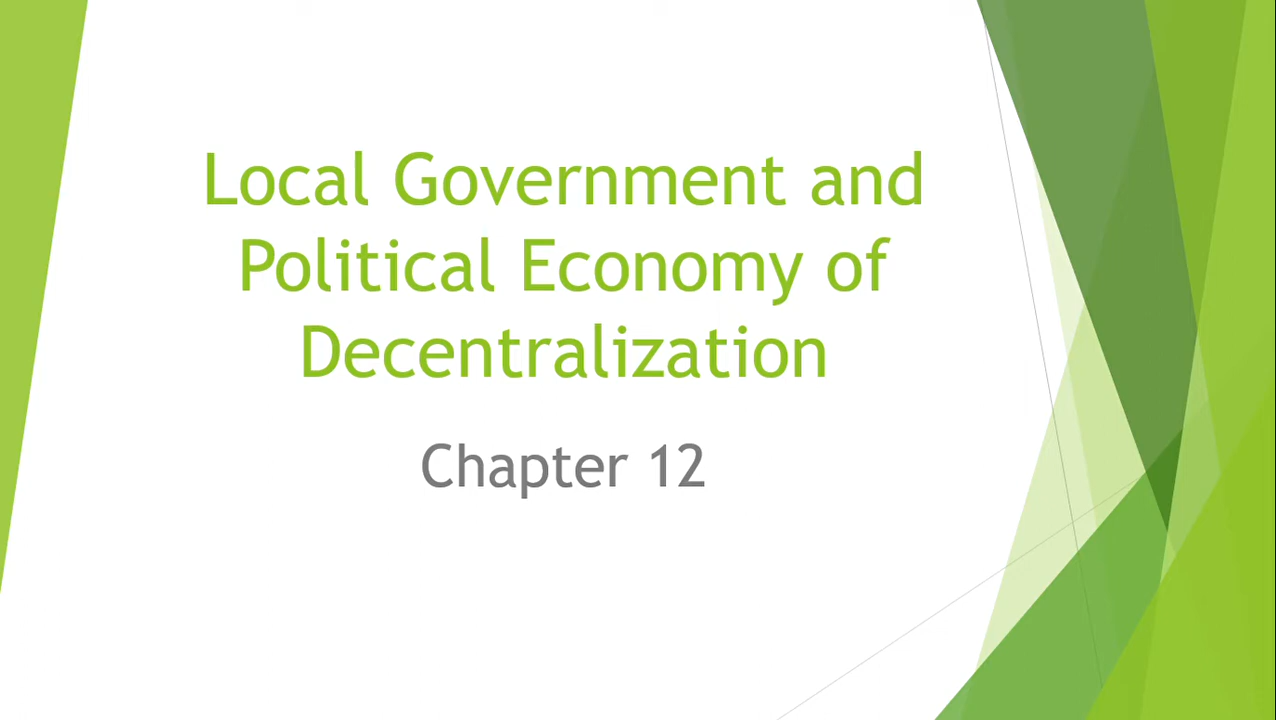 Local Government and
Political Economy of
Decentralization
Chapter 12